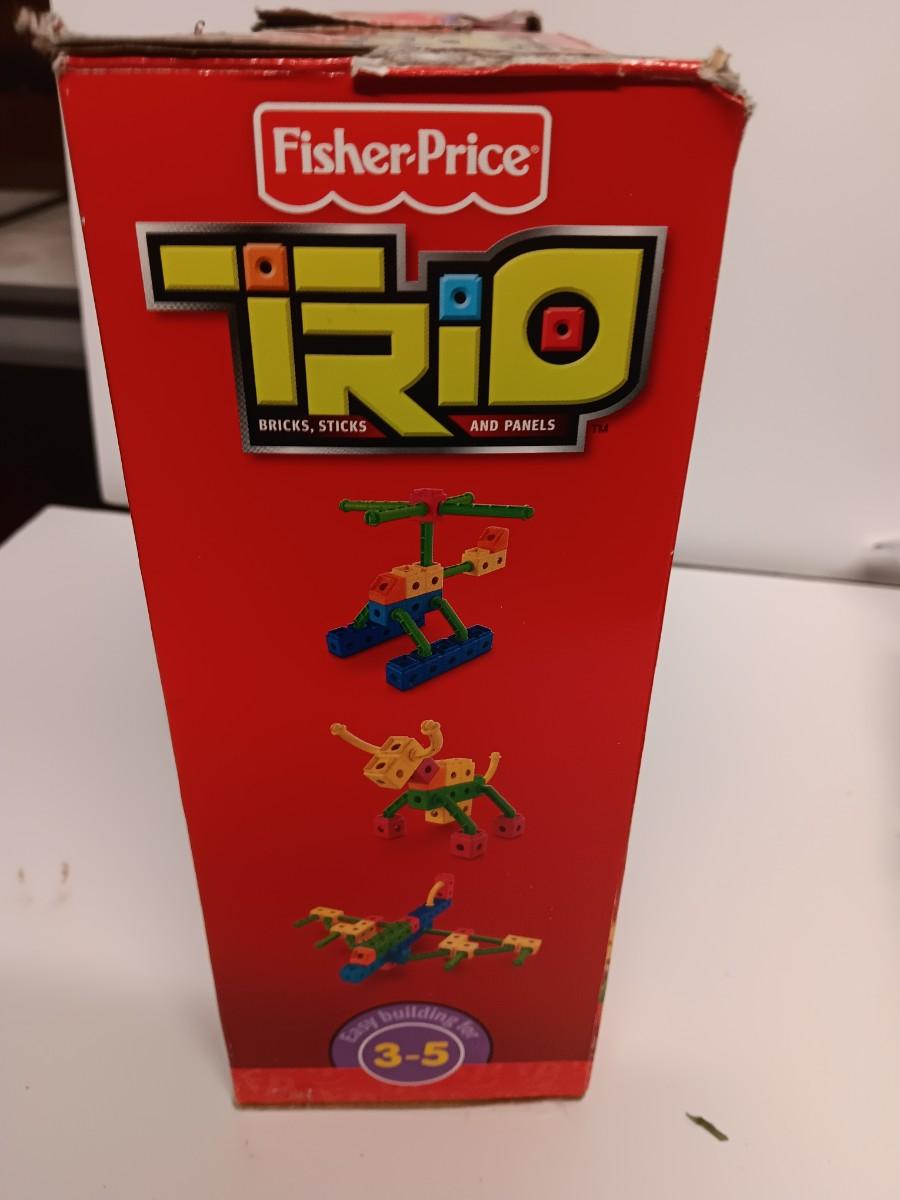 Fisher-Price®
TRiO
BRICKS, STICKS AND PANELS TM
Easy building for
3-5